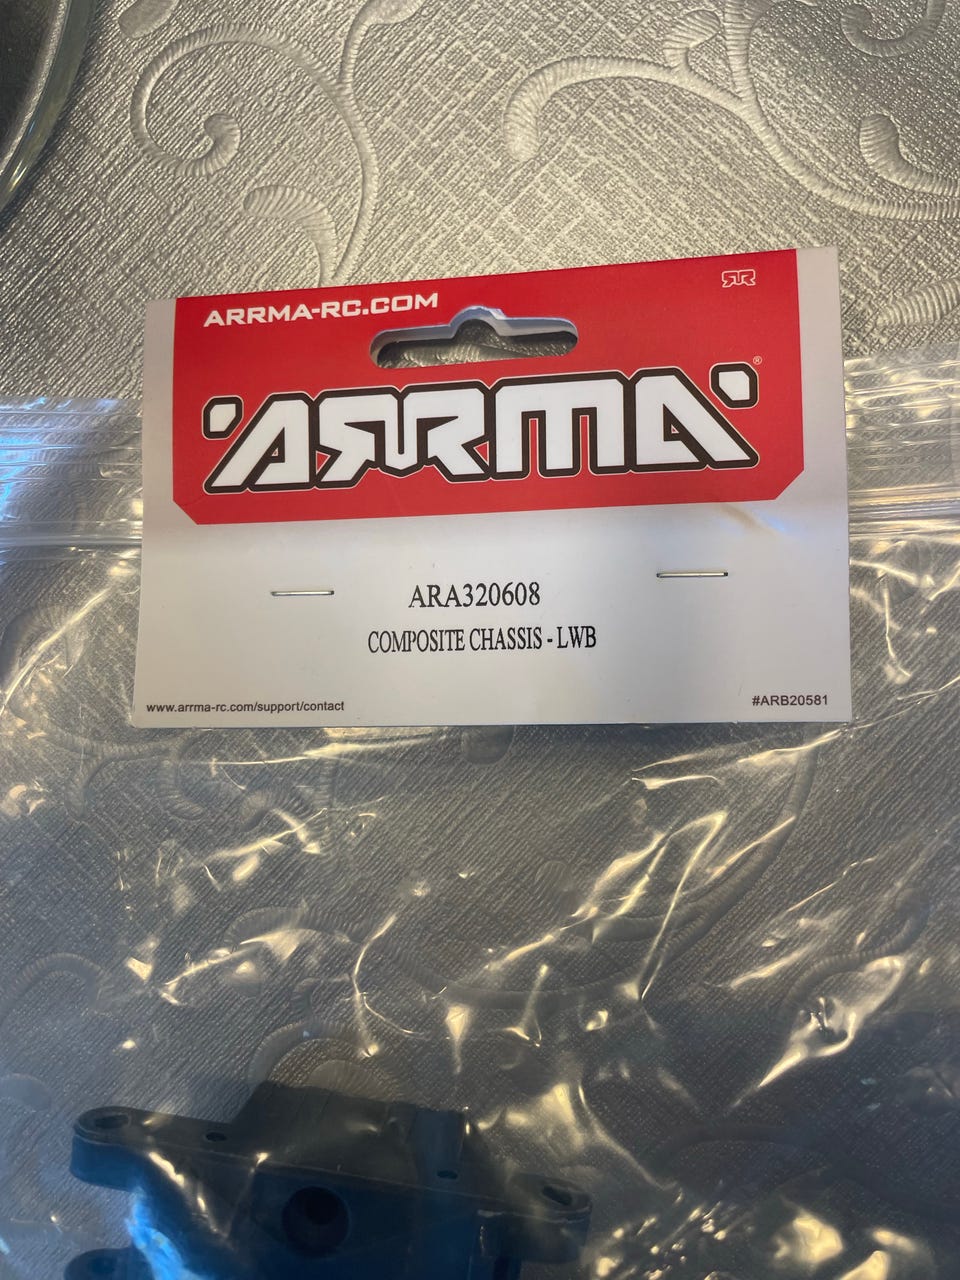 ARRMA-RC.COM
ARRMA®
ARA320608
COMPOSITE CHASSIS - LWB
www.arrma-rc.com/support/contact
#ARB20581